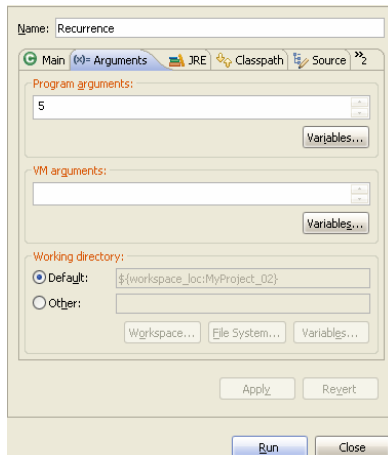 Name: Recurrence
Main (x)= Arguments JRE Classpath Source »2
Program arguments:
5
Variables...
VM arguments:
Variables...
Working directory:
Default: ${workspace_loc:MyProject_02}
Other:
Workspace... File System... Variables...
Apply Revert
Run Close